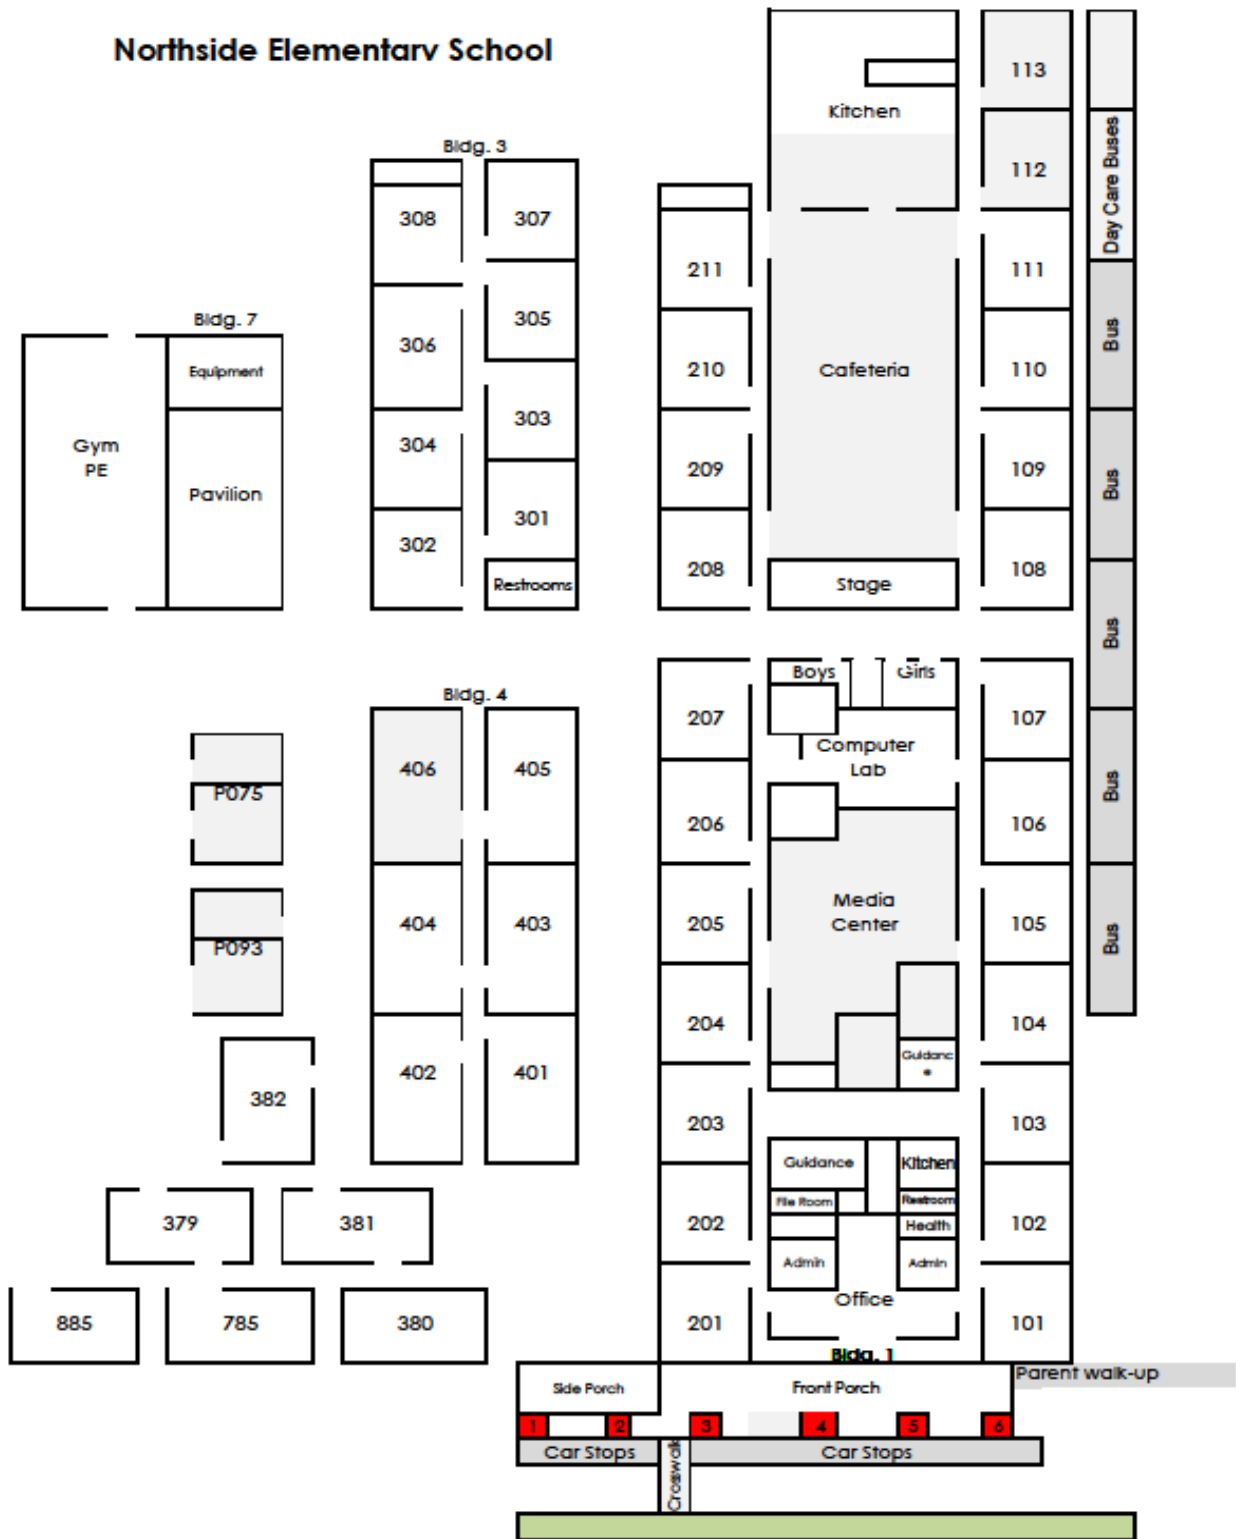 Northside Elementary School
113
Kitchen
Bldg. 3
112
Day Care Buses
308
307
211
111
Bldg. 7
305
Bus
306
Equipment
210
Cafeteria
110
303
Gym
PE
304
209
109
Pavilion
Bus
301
302
208
Stage
108
Restrooms
Bus
Boys
Girls
Bldg. 4
207
107
Computer
Lab
406
405
P075
Bus
206
106
Media
Center
404
403
205
105
P093
Bus
204
104
Guidanc
e
402
401
382
203
103
Guidance
Kitchen
File Room
Restroom
379
381
202
Health
102
Admin
Admin
Office
885
785
380
201
101
Bldg. 1
Parent walk-up
Side Porch
Front Porch
1
2
3
4
5
6
Car Stops
Crosswalk
Car Stops